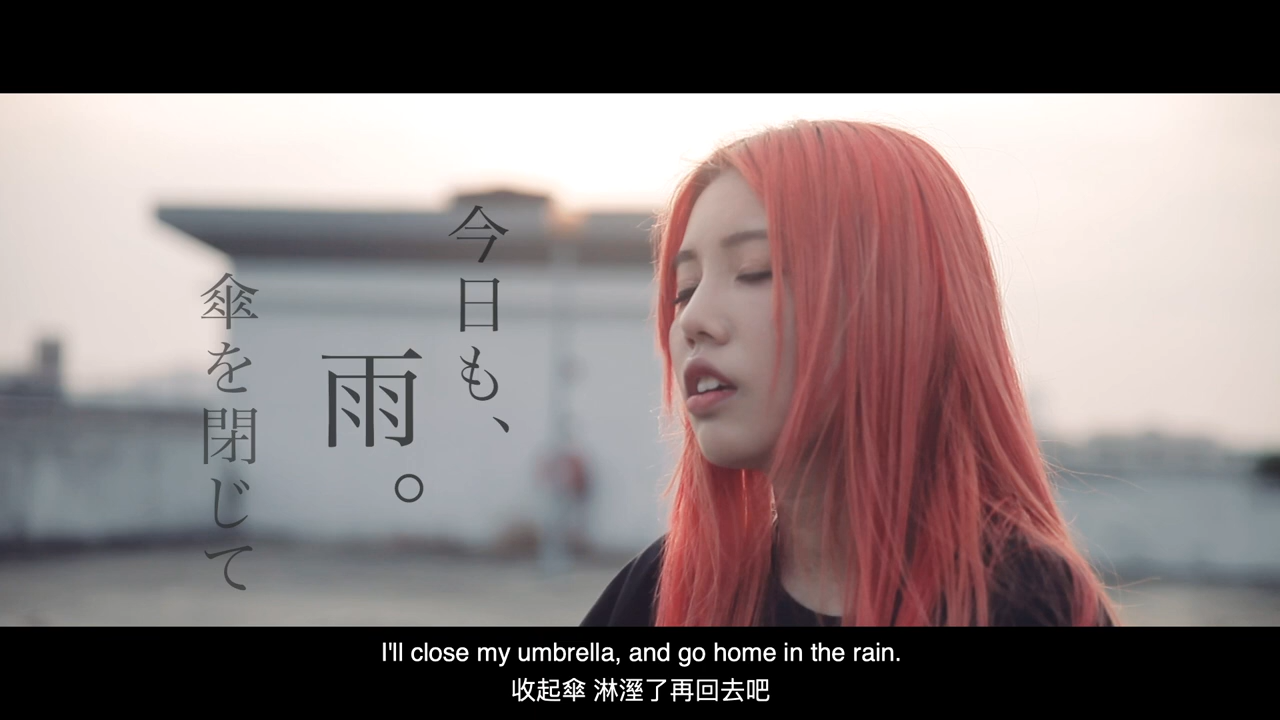 今日も、
雨。
傘を閉じて
I'll close my umbrella, and go home in the rain.
收起傘 淋溼了再回去吧